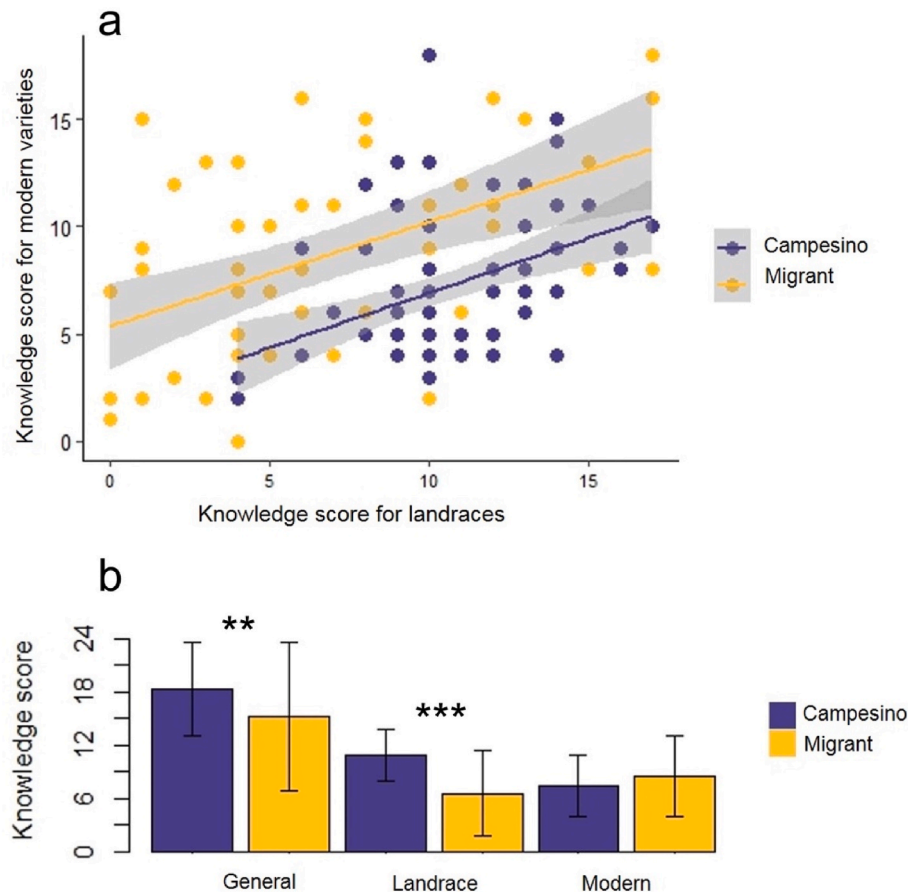 a
Knowledge score for modern varieties
15
10
5
0
0 5 10 15
Knowledge score for landraces
Campesino
Migrant
b
Knowledge score
24
18
12
6
0
**
***
General Landrace Modern
Campesino
Migrant